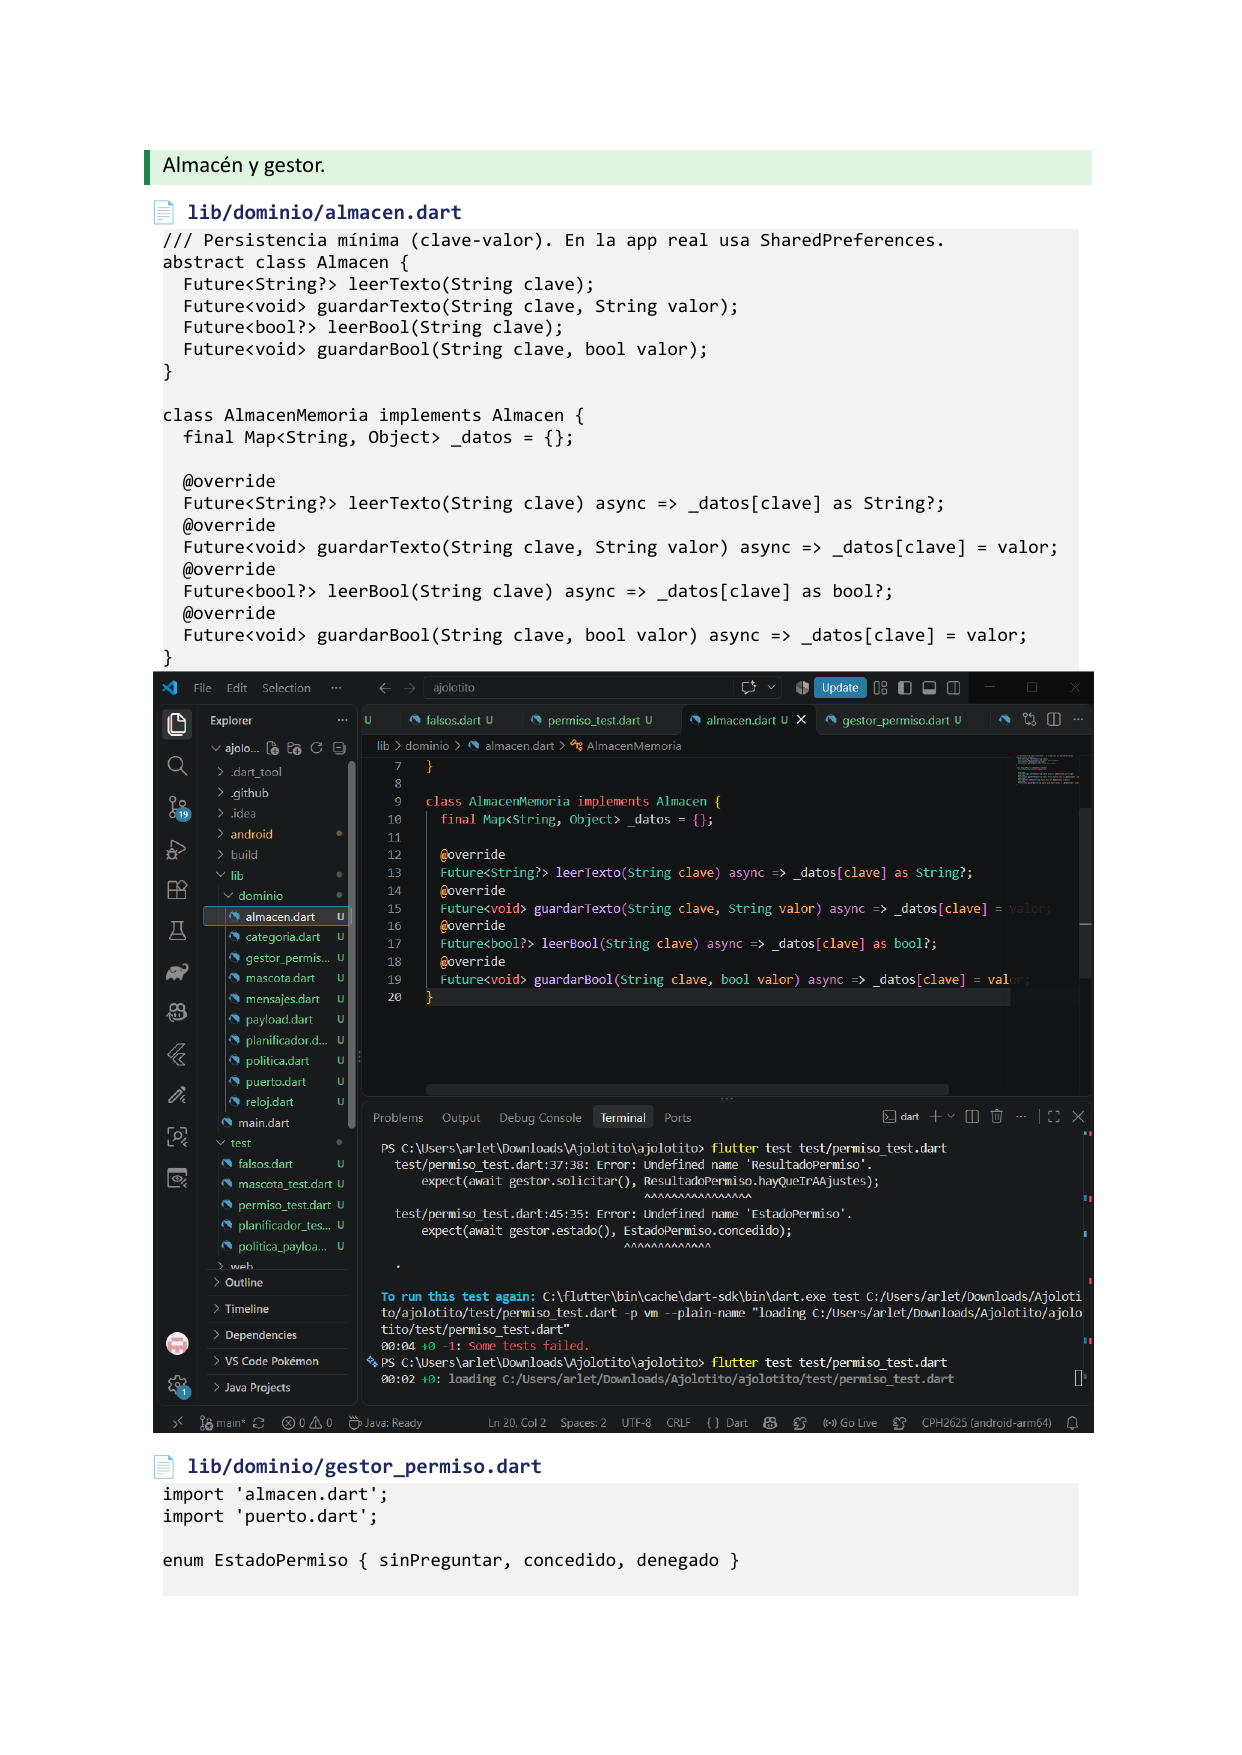 Almacén y gestor.
lib/dominio/almacen.dart
/// Persistencia mínima (clave-valor). En la app real usa SharedPreferences.
abstract class Almacen {
  Future<String?> leerTexto(String clave);
  Future<void> guardarTexto(String clave, String valor);
  Future<bool?> leerBool(String clave);
  Future<void> guardarBool(String clave, bool valor);
}
class AlmacenMemoria implements Almacen {
  final Map<String, Object> _datos = {};
  @override
  Future<String?> leerTexto(String clave) async => _datos[clave] as String?;
  @override
  Future<void> guardarTexto(String clave, String valor) async => _datos[clave] = valor;
  @override
  Future<bool?> leerBool(String clave) async => _datos[clave] as bool?;
  @override
  Future<void> guardarBool(String clave, bool valor) async => _datos[clave] = valor;
}
File Edit Selection ··· ajolotito Update
Explorer ···
U falsos.dart U permiso_test.dart U almacen.dart U gestor_permiso.dart U ···
ajolo...
lib > dominio > almacen.dart > AlmacenMemoria
.dart_tool
.github
.idea
android
build
lib
dominio
almacen.dart U
categoria.dart U
gestor_permis... U
mascota.dart U
mensajes.dart U
payload.dart U
planificador.d... U
politica.dart U
puerto.dart U
reloj.dart U
main.dart
test
falsos.dart U
mascota_test.dart U
permiso_test.dart U
planificador_tes... U
politica_payloa... U
web
Outline
Timeline
Dependencies
VS Code Pokémon
Java Projects
19
1
7 }
8
9 class AlmacenMemoria implements Almacen {
10 final Map<String, Object> _datos = {};
11
12 @override
13 Future<String?> leerTexto(String clave) async => _datos[clave] as String?;
14 @override
15 Future<void> guardarTexto(String clave, String valor) async => _datos[clave] = valor;
16 @override
17 Future<bool?> leerBool(String clave) async => _datos[clave] as bool?;
18 @override
19 Future<void> guardarBool(String clave, bool valor) async => _datos[clave] = valor;
20 }
Problems Output Debug Console Terminal Ports dart ···
PS C:\Users\arlet\Downloads\Ajolotito\ajolotito> flutter test test/permiso_test.dart
test/permiso_test.dart:37:38: Error: Undefined name 'ResultadoPermiso'.
expect(await gestor.solicitar(), ResultadoPermiso.hayQueIrAAjustes);
^^^^^^^^^^^^^^^^
test/permiso_test.dart:45:35: Error: Undefined name 'EstadoPermiso'.
expect(await gestor.estado(), EstadoPermiso.concedido);
^^^^^^^^^^^^^
.
To run this test again: C:\flutter\bin\cache\dart-sdk\bin\dart.exe test C:/Users/arlet/Downloads/Ajoloti
to/ajolotito/test/permiso_test.dart -p vm --plain-name "loading C:/Users/arlet/Downloads/Ajolotito/ajolo
tito/test/permiso_test.dart"
00:04 +0 -1: Some tests failed.
PS C:\Users\arlet\Downloads\Ajolotito\ajolotito> flutter test test/permiso_test.dart
00:02 +0: loading C:/Users/arlet/Downloads/Ajolotito/ajolotito/test/permiso_test.dart
main* 0 0 Java: Ready Ln 20, Col 2 Spaces: 2 UTF-8 CRLF { } Dart Go Live CPH2625 (android-arm64)
lib/dominio/gestor_permiso.dart
import 'almacen.dart';
import 'puerto.dart';
enum EstadoPermiso { sinPreguntar, concedido, denegado }